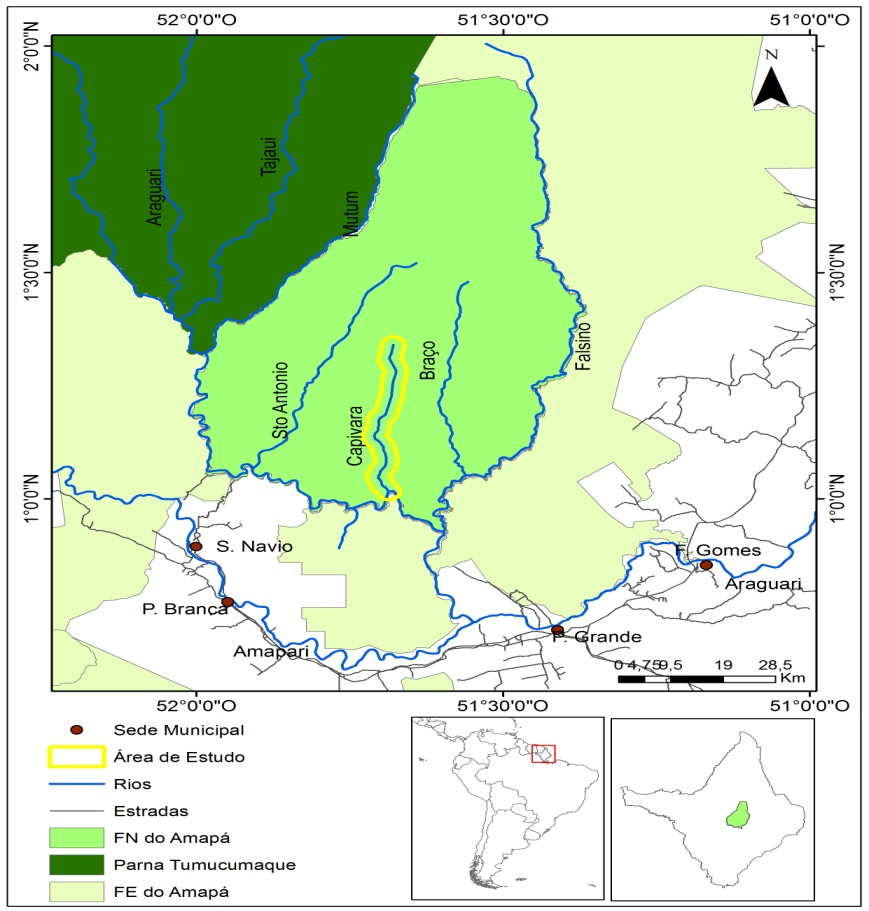 52°0'0"O 51°30'0"O 51°0'0"O
2°0'0"N
N
Tajaui
Araguari
Mutum
1°30'0"N 1°30'0"N
Falsino
Braço
Sto Antonio
Capivara
1°0'0"N 1°0'0"N
S. Navio
F. Gomes
Araguari
P. Branca
P. Grande
Amapari
0 4,75 9,5 19 28,5
Km
52°0'0"O 51°30'0"O 51°0'0"O
Sede Municipal
Área de Estudo
Rios
Estradas
FN do Amapá
Parna Tumucumaque
FE do Amapá